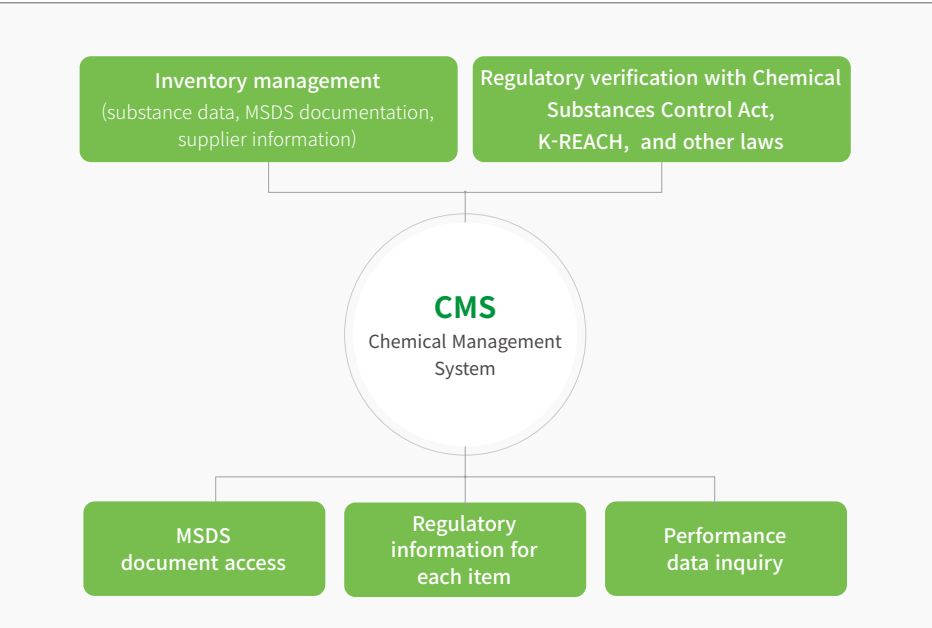 Inventory management
(substance data, MSDS documentation,
supplier information)
Regulatory verification with Chemical
Substances Control Act,
K-REACH, and other laws
CMS
Chemical Management
System
MSDS
document access
Regulatory
information for
each item
Performance
data inquiry